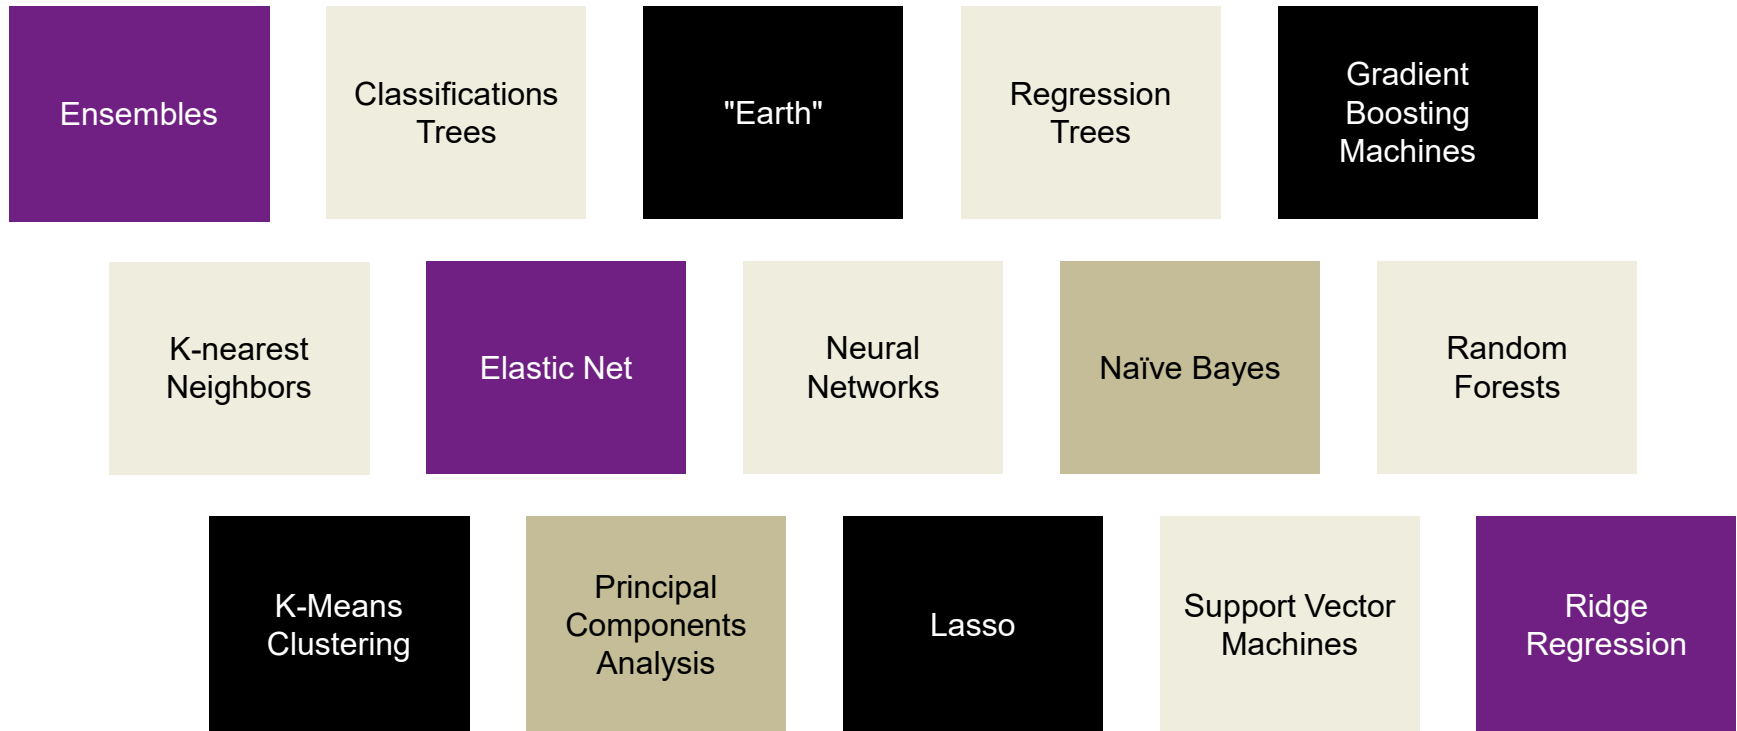 Ensembles
Classifications
Trees
"Earth"
Regression
Trees
Gradient
Boosting
Machines
K-nearest
Neighbors
Elastic Net
Neural
Networks
Naïve Bayes
Random
Forests
K-Means
Clustering
Principal
Components
Analysis
Lasso
Support Vector
Machines
Ridge
Regression